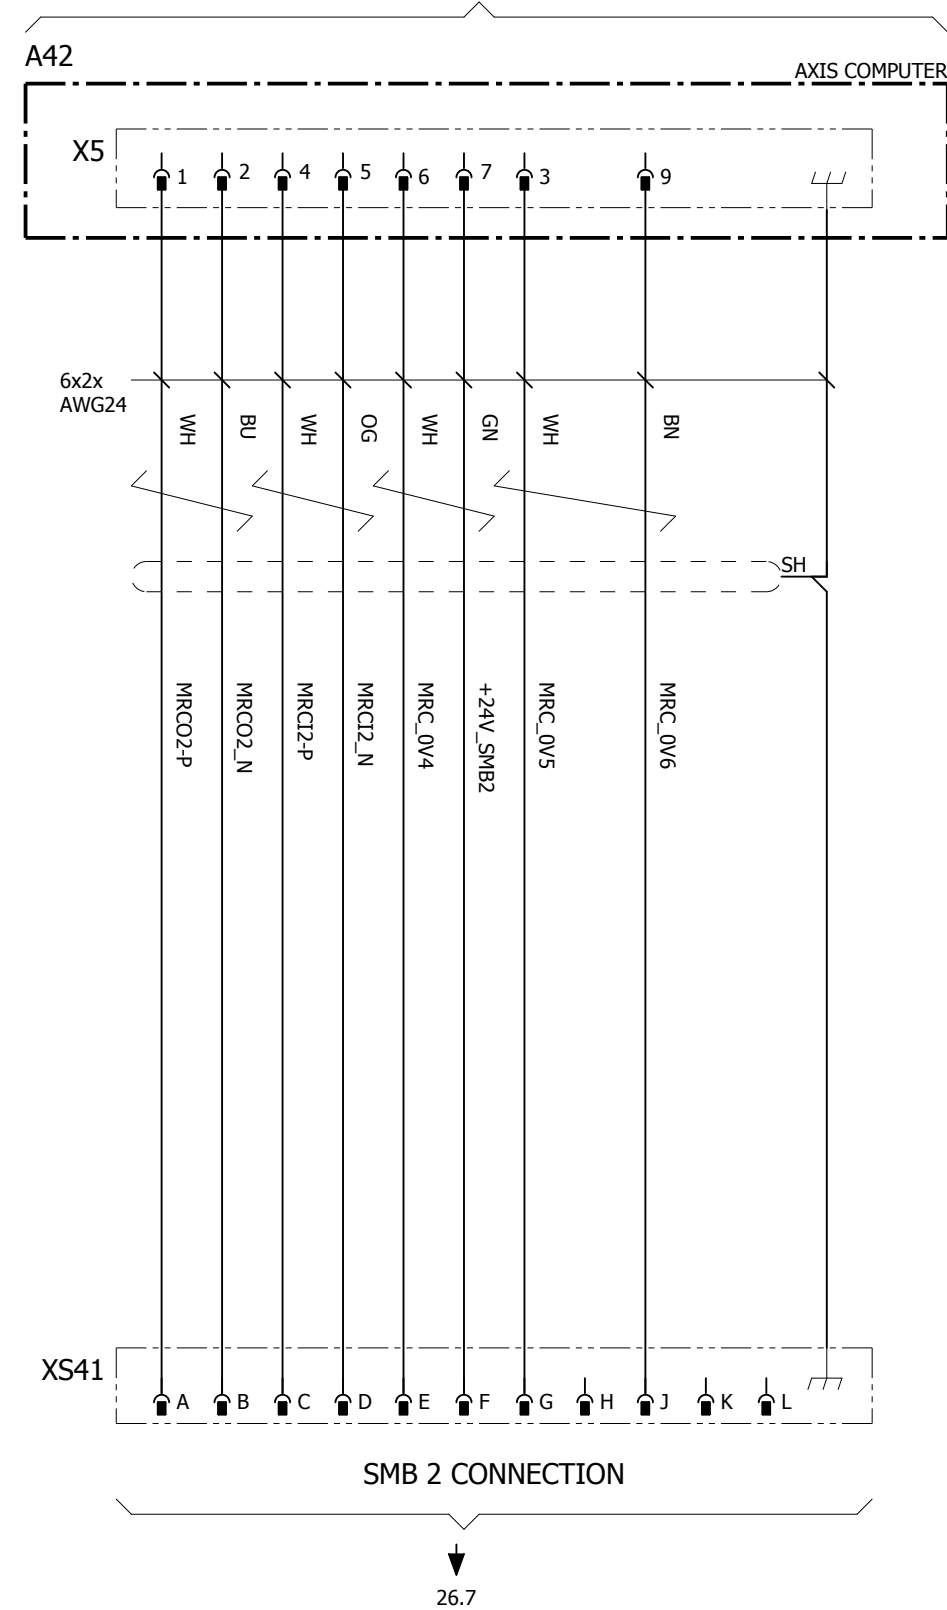 A42
AXIS COMPUTER
X5
1 2 4 5 6 7 3 9
6x2x
AWG24
WH BU WH OG WH GN WH BN
SH
MRCO2-P
MRCO2_N
MRCI2-P
MRCI2_N
MRC_0V4
+24V_SMB2
MRC_0V5
MRC_0V6
XS41
A B C D E F G H J K L
SMB 2 CONNECTION
26.7